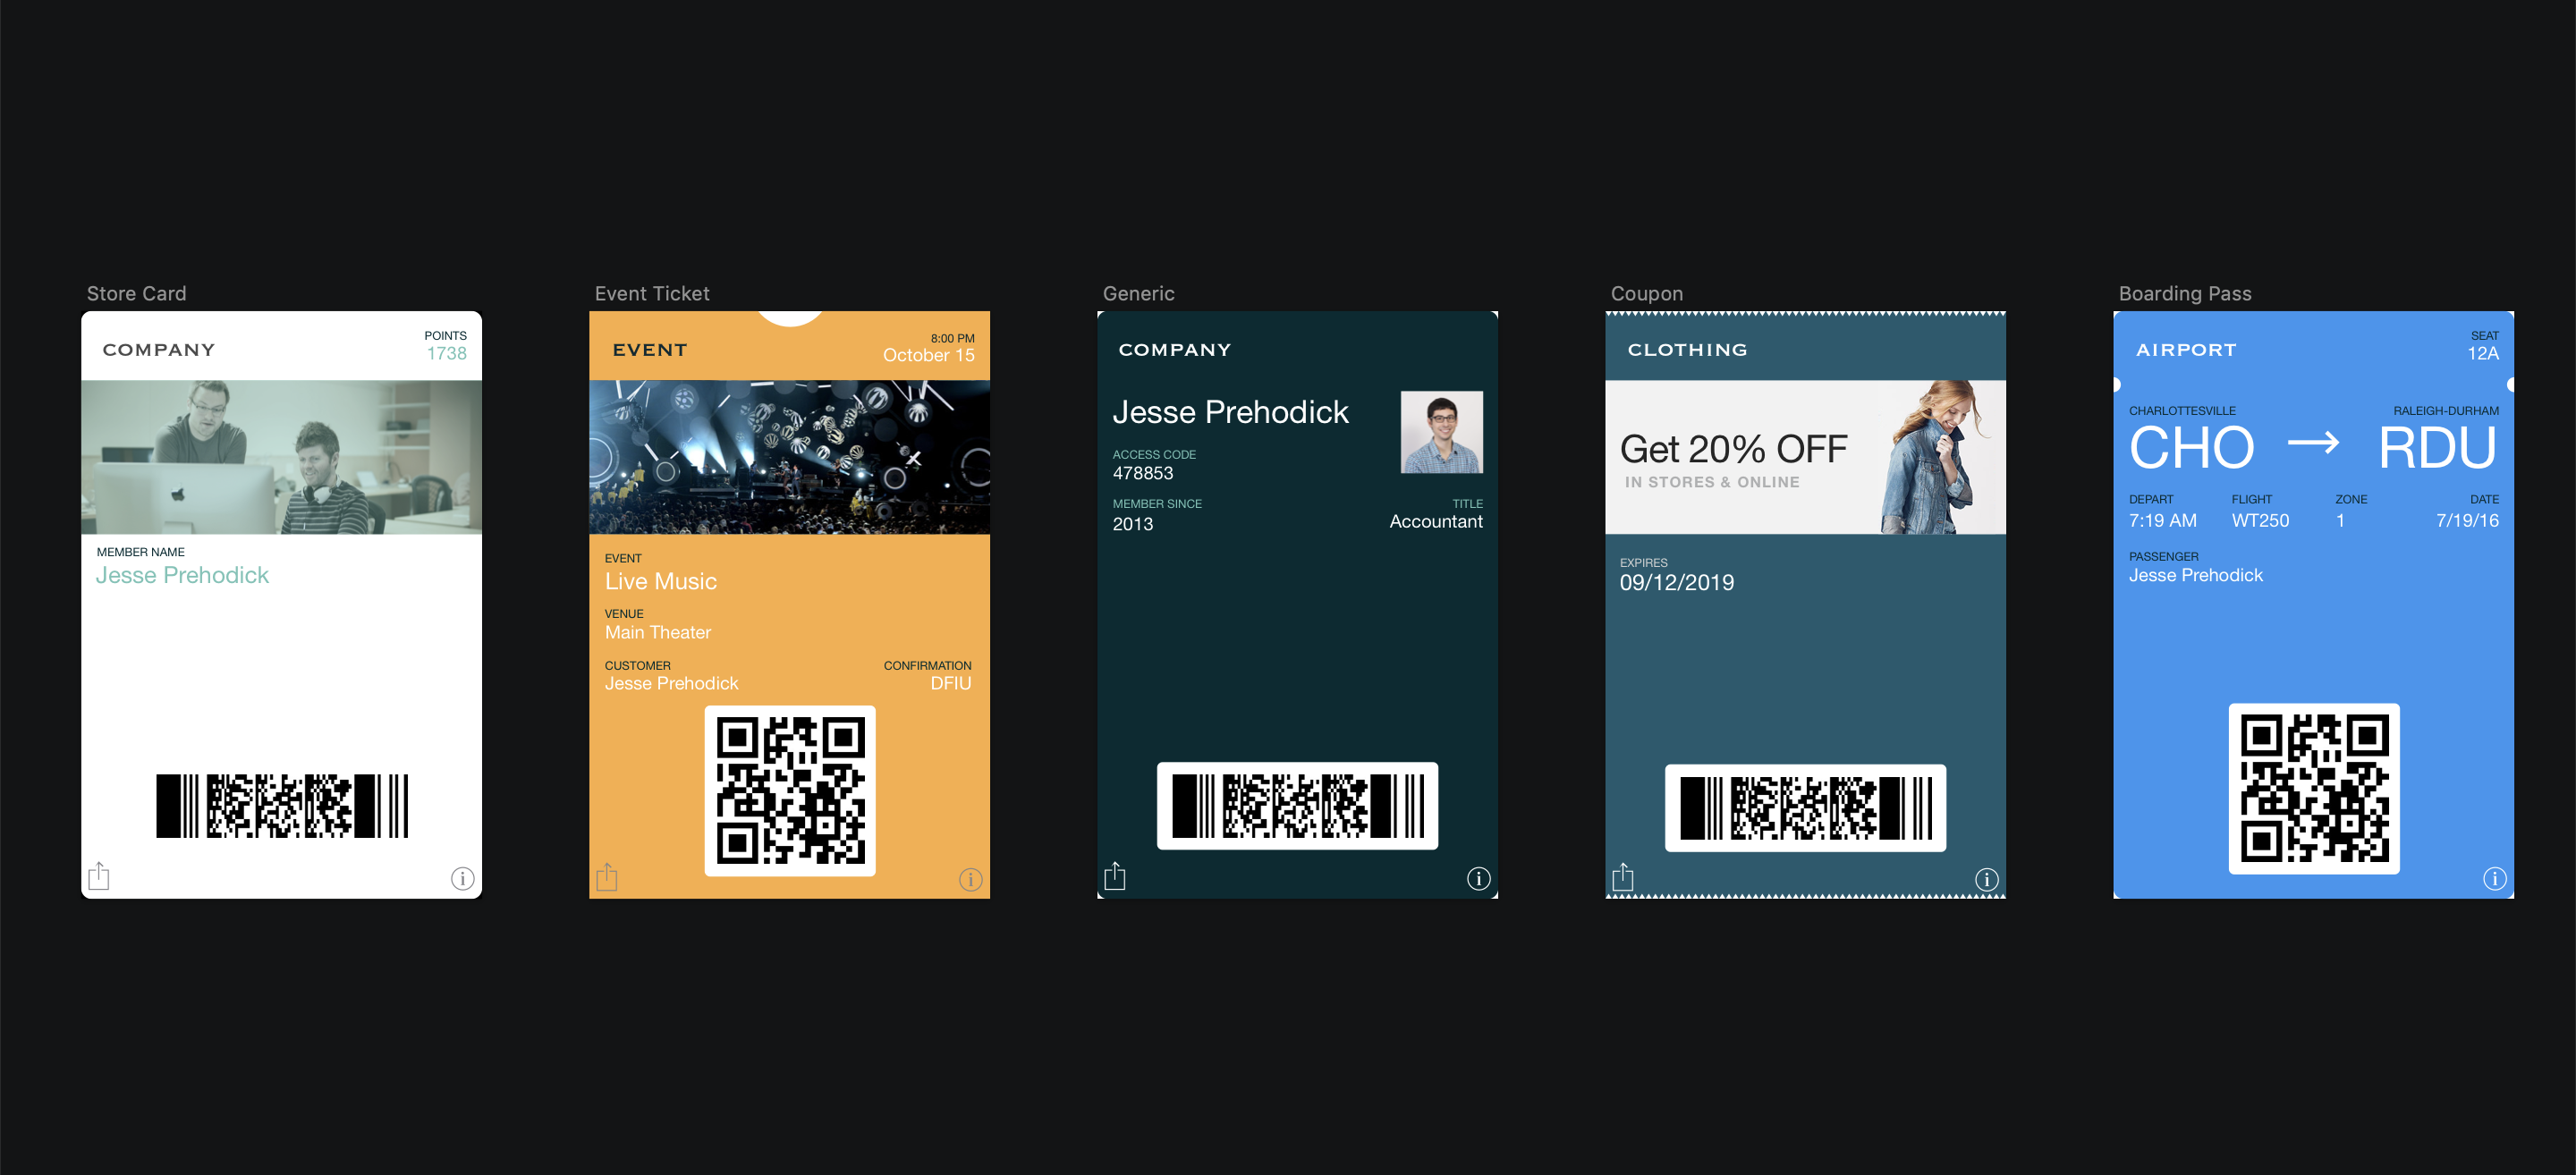 Store Card
COMPANY
POINTS
1738
MEMBER NAME
Jesse Prehodick
Event Ticket
EVENT
8:00 PM
October 15
EVENT
Live Music
VENUE
Main Theater
CUSTOMER
Jesse Prehodick
CONFIRMATION
DFIU
Generic
COMPANY
Jesse Prehodick
ACCESS CODE
478853
MEMBER SINCE
2013
TITLE
Accountant
Coupon
CLOTHING
Get 20% OFF
IN STORES & ONLINE
EXPIRES
09/12/2019
Boarding Pass
AIRPORT
SEAT
12A
CHARLOTTESVILLE
RALEIGH-DURHAM
CHO → RDU
DEPART
7:19 AM
FLIGHT
WT250
ZONE
1
DATE
7/19/16
PASSENGER
Jesse Prehodick